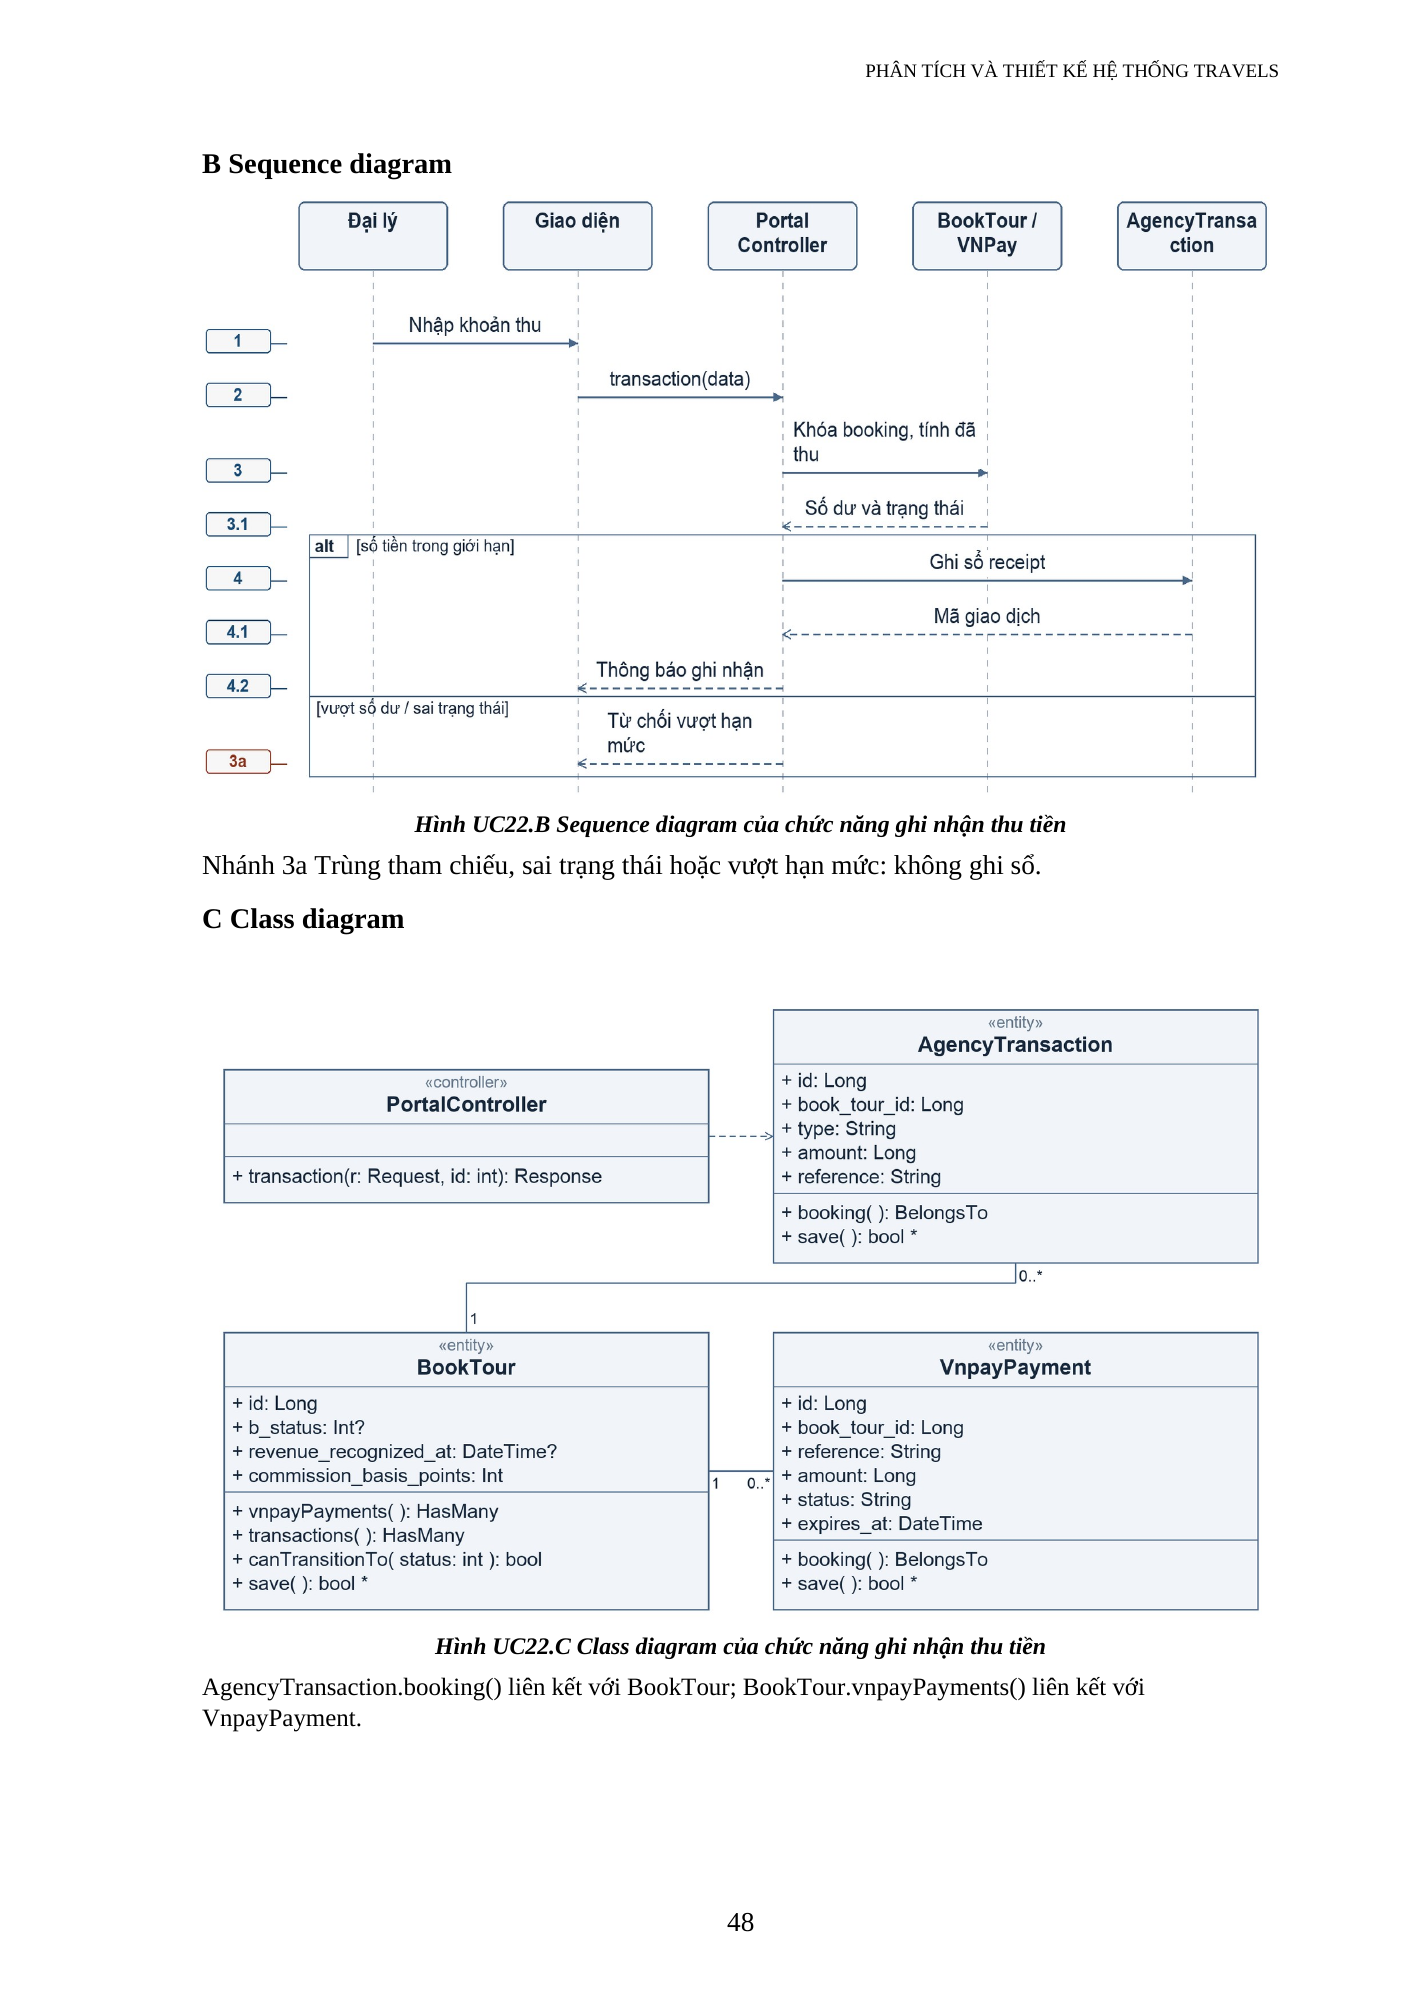 PHÂN TÍCH VÀ THIẾT KẾ HỆ THỐNG TRAVELS
B Sequence diagram
Đại lý
Giao diện
Portal
Controller
BookTour /
VNPay
AgencyTransa
ction
1
Nhập khoản thu
2
transaction(data)
3
Khóa booking, tính đã
thu
3.1
Số dư và trạng thái
alt [số tiền trong giới hạn]
4
Ghi sổ receipt
4.1
Mã giao dịch
4.2
Thông báo ghi nhận
[vượt số dư / sai trạng thái]
3a
Từ chối vượt hạn
mức
Hình UC22.B Sequence diagram của chức năng ghi nhận thu tiền
Nhánh 3a Trùng tham chiếu, sai trạng thái hoặc vượt hạn mức: không ghi sổ.
C Class diagram
«controller»
PortalController
+ transaction(r: Request, id: int): Response
«entity»
AgencyTransaction
+ id: Long
+ book_tour_id: Long
+ type: String
+ amount: Long
+ reference: String
+ booking( ): BelongsTo
+ save( ): bool *
0..*
1
«entity»
BookTour
+ id: Long
+ b_status: Int?
+ revenue_recognized_at: DateTime?
+ commission_basis_points: Int
+ vnpayPayments( ): HasMany
+ transactions( ): HasMany
+ canTransitionTo( status: int ): bool
+ save( ): bool *
1 0..*
«entity»
VnpayPayment
+ id: Long
+ book_tour_id: Long
+ reference: String
+ amount: Long
+ status: String
+ expires_at: DateTime
+ booking( ): BelongsTo
+ save( ): bool *
Hình UC22.C Class diagram của chức năng ghi nhận thu tiền
AgencyTransaction.booking() liên kết với BookTour; BookTour.vnpayPayments() liên kết với
VnpayPayment.
48